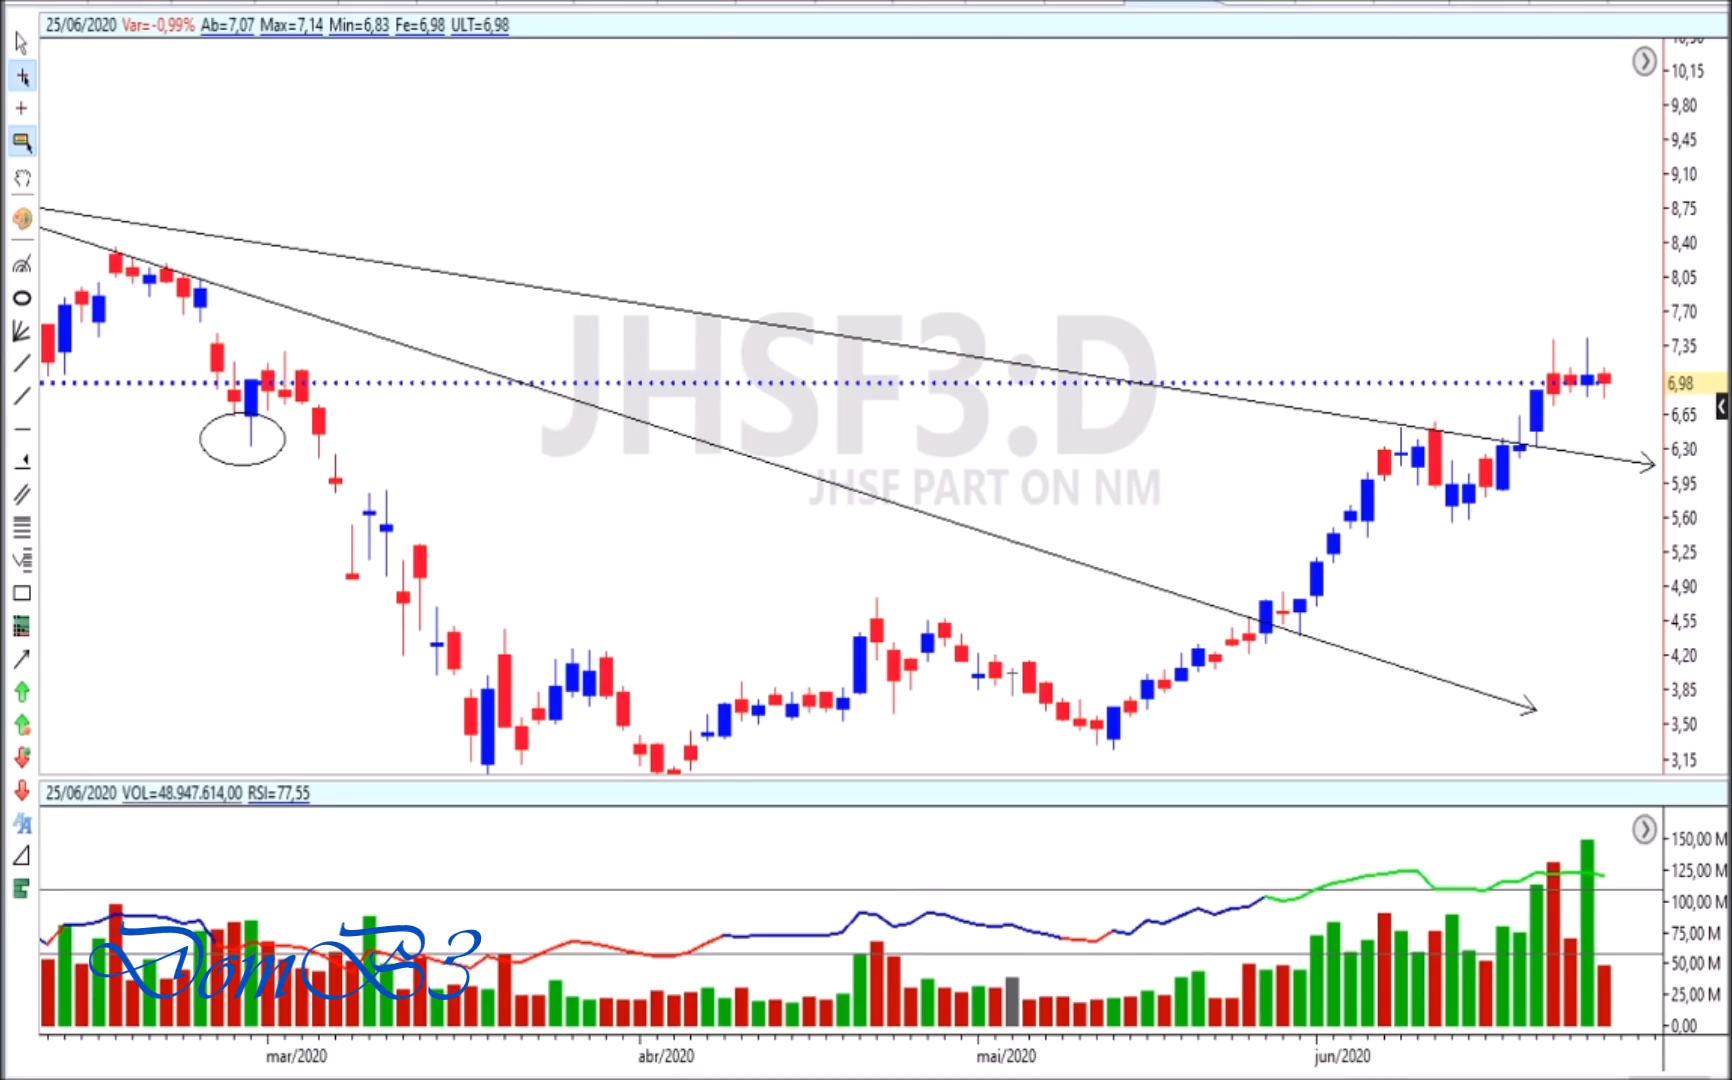 25/06/2020 Var=-0,99% Ab=7,07 Max=7,14 Min=6,83 Fe=6,98 ULT=6,98
10,15
9,80
9,45
9,10
8,75
8,40
8,05
7,70
7,35
6,98
6,65
6,30
5,95
5,60
5,25
4,90
4,55
4,20
3,85
3,50
3,15
JHSF3:D
JHSF PART ON NM
25/06/2020 VOL=48.947.614,00 RSI=77,55
150,00 M
125,00 M
100,00 M
75,00 M
50,00 M
25,00 M
0,00
DomB3
mar/2020 abr/2020 mai/2020 jun/2020